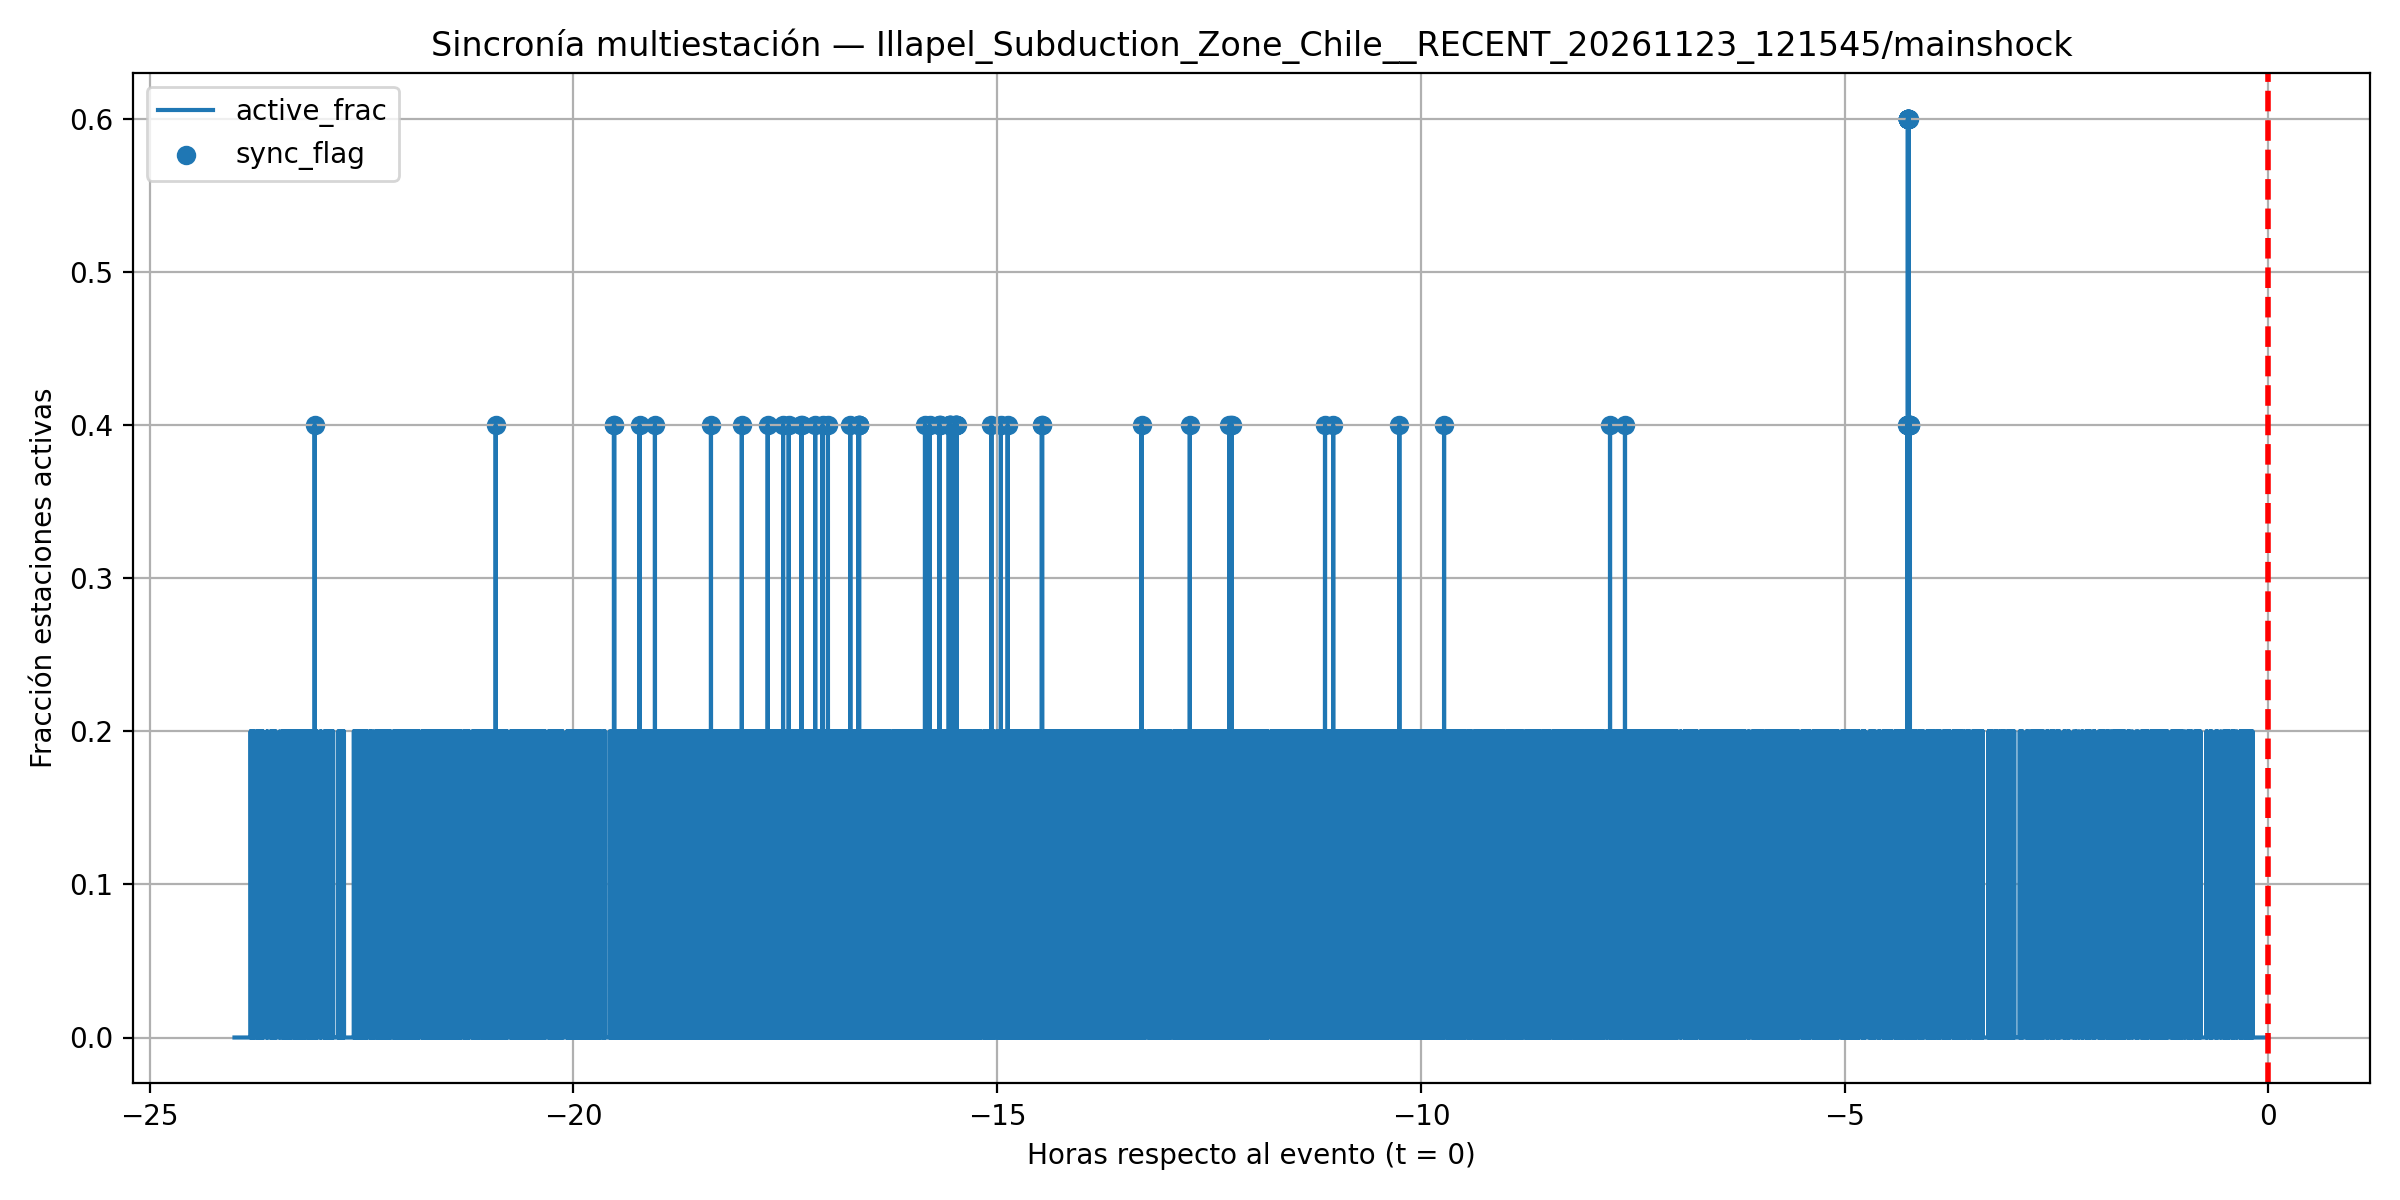 Sincronía multiestación — Illapel_Subduction_Zone_Chile__RECENT_20261123_121545/mainshock
active_frac
sync_flag
Fracción estaciones activas
0.6
0.5
0.4
0.3
0.2
0.1
0.0
−25 −20 −15 −10 −5 0
Horas respecto al evento (t = 0)